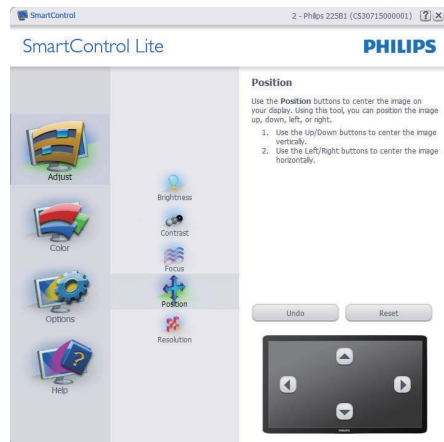 SmartControl
2 - Philips 225B1 (CS30715000001)
SmartControl Lite
PHILIPS
Adjust
Color
Options
Help
Brightness
Contrast
Focus
Position
Resolution
Position
Use the Position buttons to center the image on
your display. Using this tool, you can position the image
up, down, left, or right.
1. Use the Up/Down buttons to center the image
vertically.
2. Use the Left/Right buttons to center the image
horizontally.
Undo
Reset